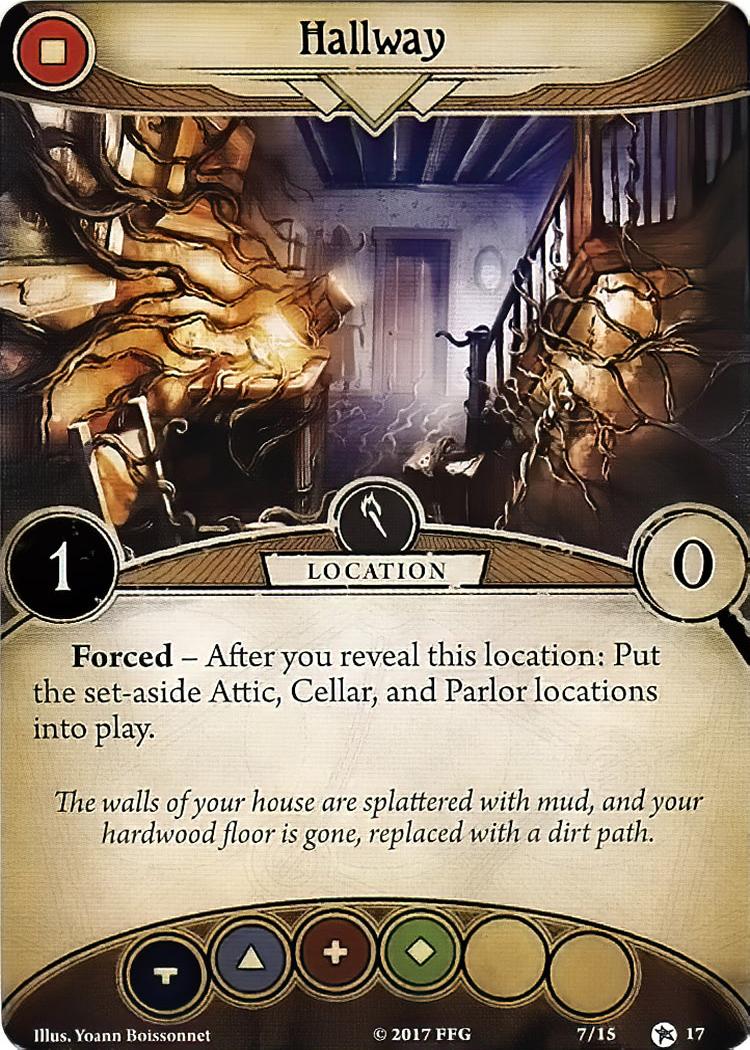 Hallway
1
LOCATION
0
Forced – After you reveal this location: Put
the set-aside Attic, Cellar, and Parlor locations
into play.
The walls of your house are splattered with mud, and your
hardwood floor is gone, replaced with a dirt path.
Illus. Yoann Boissonnet
© 2017 FFG
7/15
17